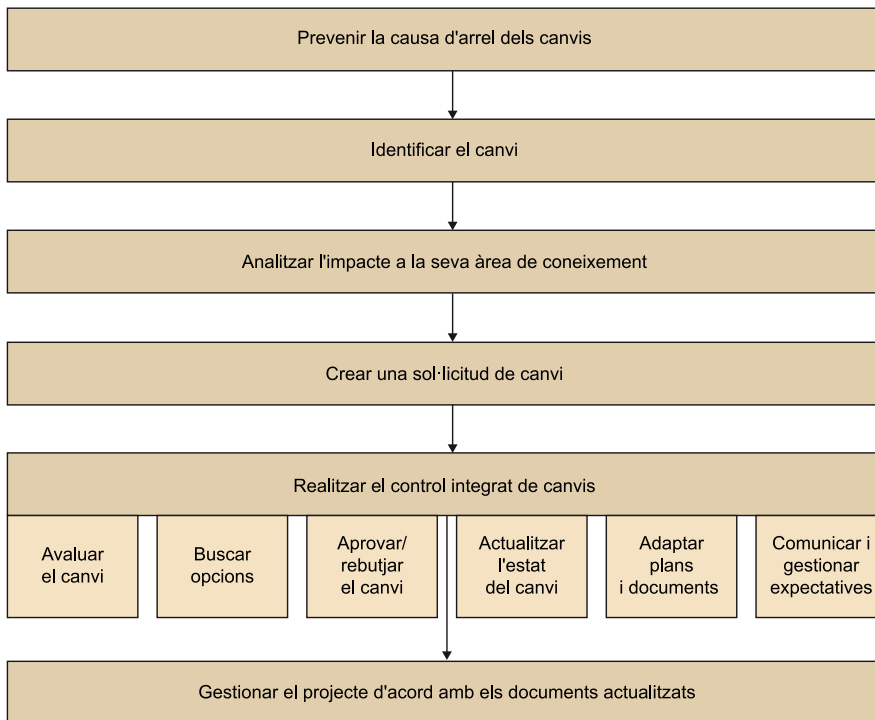 Prevenir la causa d'arrel dels canvis
Identificar el canvi
Analitzar l'impacte a la seva àrea de coneixement
Crear una sol·licitud de canvi
Realitzar el control integrat de canvis
Avaluar
el canvi
Buscar
opcions
Aprovar/
rebutjar
el canvi
Actualitzar
l'estat
del canvi
Adaptar
plans
i documents
Comunicar i
gestionar
expectatives
Gestionar el projecte d'acord amb els documents actualitzats